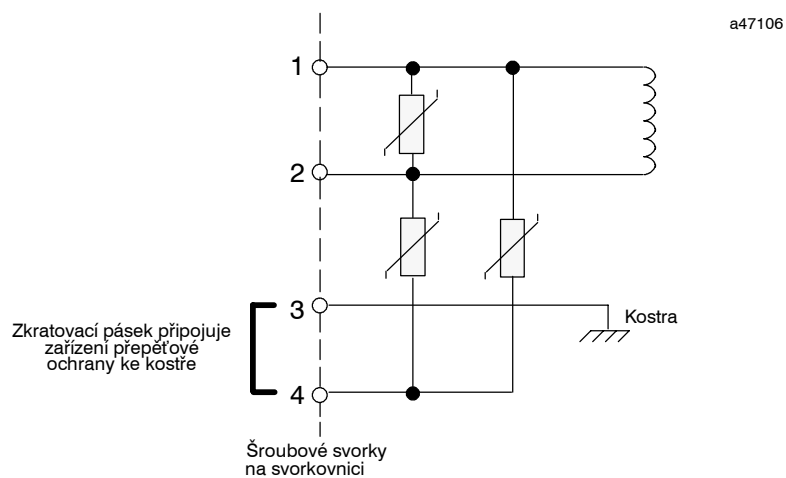 a47106
1
2
3
Kostra
Zkratovací pásek připojuje
zařízení přepěťové
ochrany ke kostře
4
Šroubové svorky
na svorkovnici